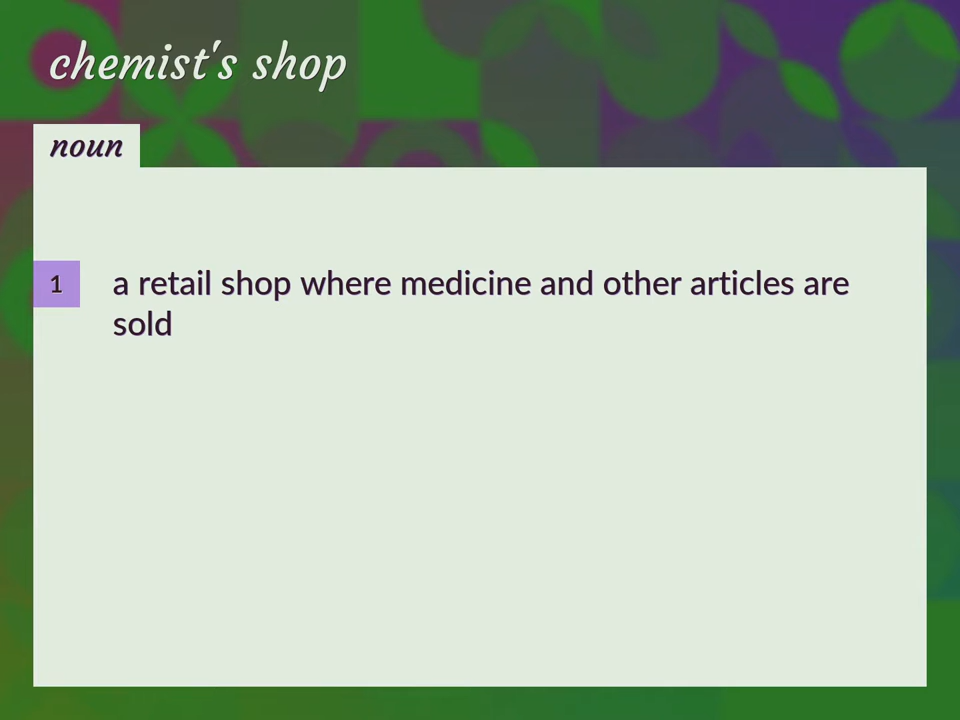 chemist's shop
noun
1
a retail shop where medicine and other articles are
sold